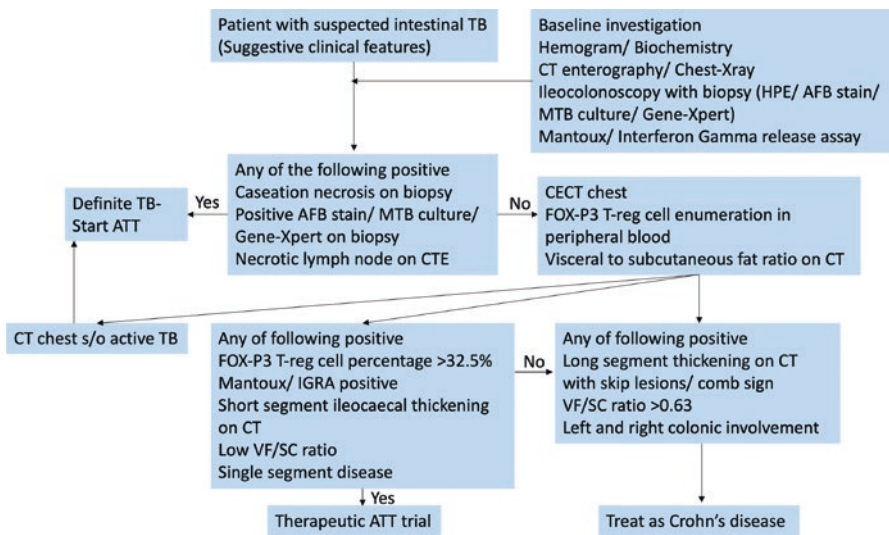 Patient with suspected intestinal TB
(Suggestive clinical features)
Baseline investigation
Hemogram/ Biochemistry
CT enterography/ Chest-Xray
Ileocolonoscopy with biopsy (HPE/ AFB stain/
MTB culture/ Gene-Xpert)
Mantoux/ Interferon Gamma release assay
Any of the following positive
Caseation necrosis on biopsy
Positive AFB stain/ MTB culture/
Gene-Xpert on biopsy
Necrotic lymph node on CTE
Yes
Definite TB-
Start ATT
No
CECT chest
FOX-P3 T-reg cell enumeration in
peripheral blood
Visceral to subcutaneous fat ratio on CT
CT chest s/o active TB
Any of following positive
FOX-P3 T-reg cell percentage >32.5%
Mantoux/ IGRA positive
Short segment ileocaecal thickening
on CT
Low VF/SC ratio
Single segment disease
No
Any of following positive
Long segment thickening on CT
with skip lesions/ comb sign
VF/SC ratio >0.63
Left and right colonic involvement
Yes
Therapeutic ATT trial
Treat as Crohn's disease